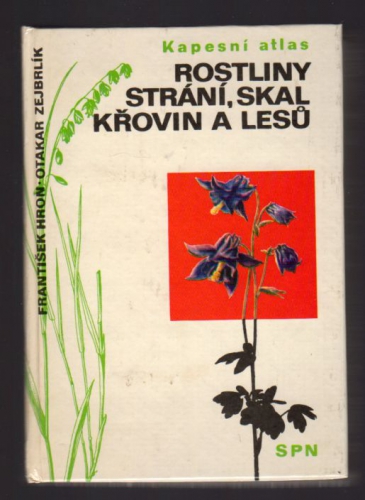 Kapesní atlas
ROSTLINY
STRÁNÍ, SKAL
KŘOVIN A LESŮ
FRANTIŠEK HRON · OTAKAR ZEJBRLÍK
SPN